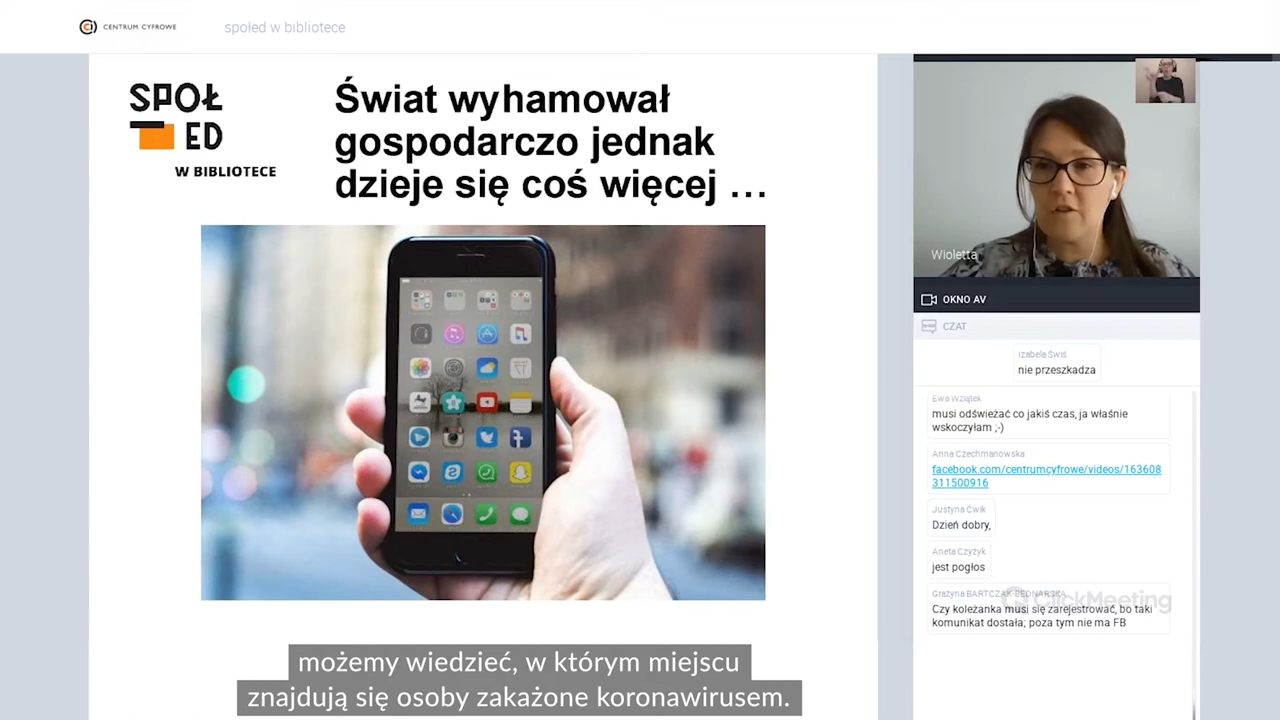 CENTRUM CYFROWE
społed w bibliotece
SPOŁ
ED
W BIBLIOTECE
Świat wyhamował
gospodarczo jednak
dzieje się coś więcej …
Wioletta
OKNO AV
CZAT
Izabela Świs
nie przeszkadza
Ewa Wziątek
musi odświeżać co jakiś czas, ja właśnie
wskoczyłam ;-)
Anna Czechmanowska
facebook.com/centrumcyfrowe/videos/163608
311500916
Justyna Ćwik
Dzień dobry,
Aneta Czyżyk
jest pogłos
Grażyna BARTCZAK-BEDNARSKA
ClickMeeting
Czy koleżanka musi się zarejestrować, bo taki
komunikat dostała; poza tym nie ma FB
możemy wiedzieć, w którym miejscu
znajdują się osoby zakażone koronawirusem.